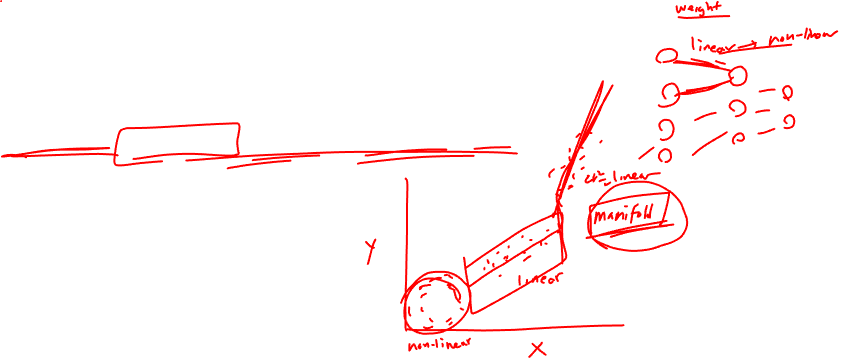 weight
linear → non-linear
linear
manifold
Y
linear
non-linear
X